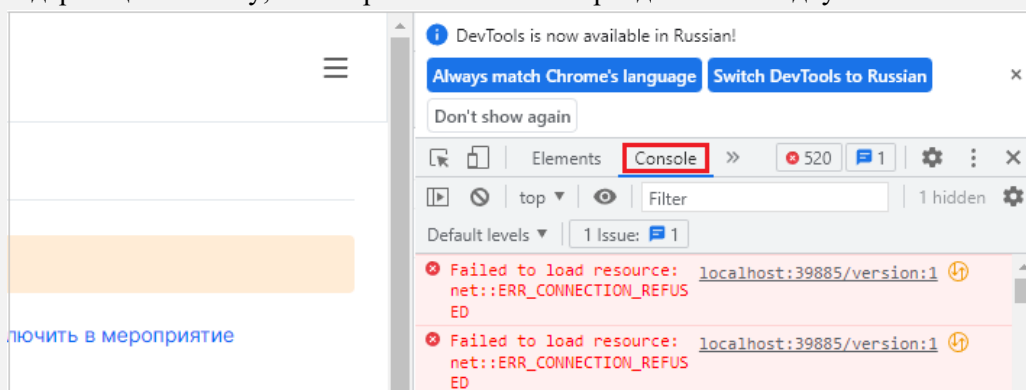 DevTools is now available in Russian!
Always match Chrome's language Switch DevTools to Russian
Don't show again
Elements Console » 520 1
top Filter 1 hidden
Default levels 1 Issue: 1
Failed to load resource: localhost:39885/version:1
net::ERR_CONNECTION_REFUS
ED
лючить в мероприятие
Failed to load resource: localhost:39885/version:1
net::ERR_CONNECTION_REFUS
ED